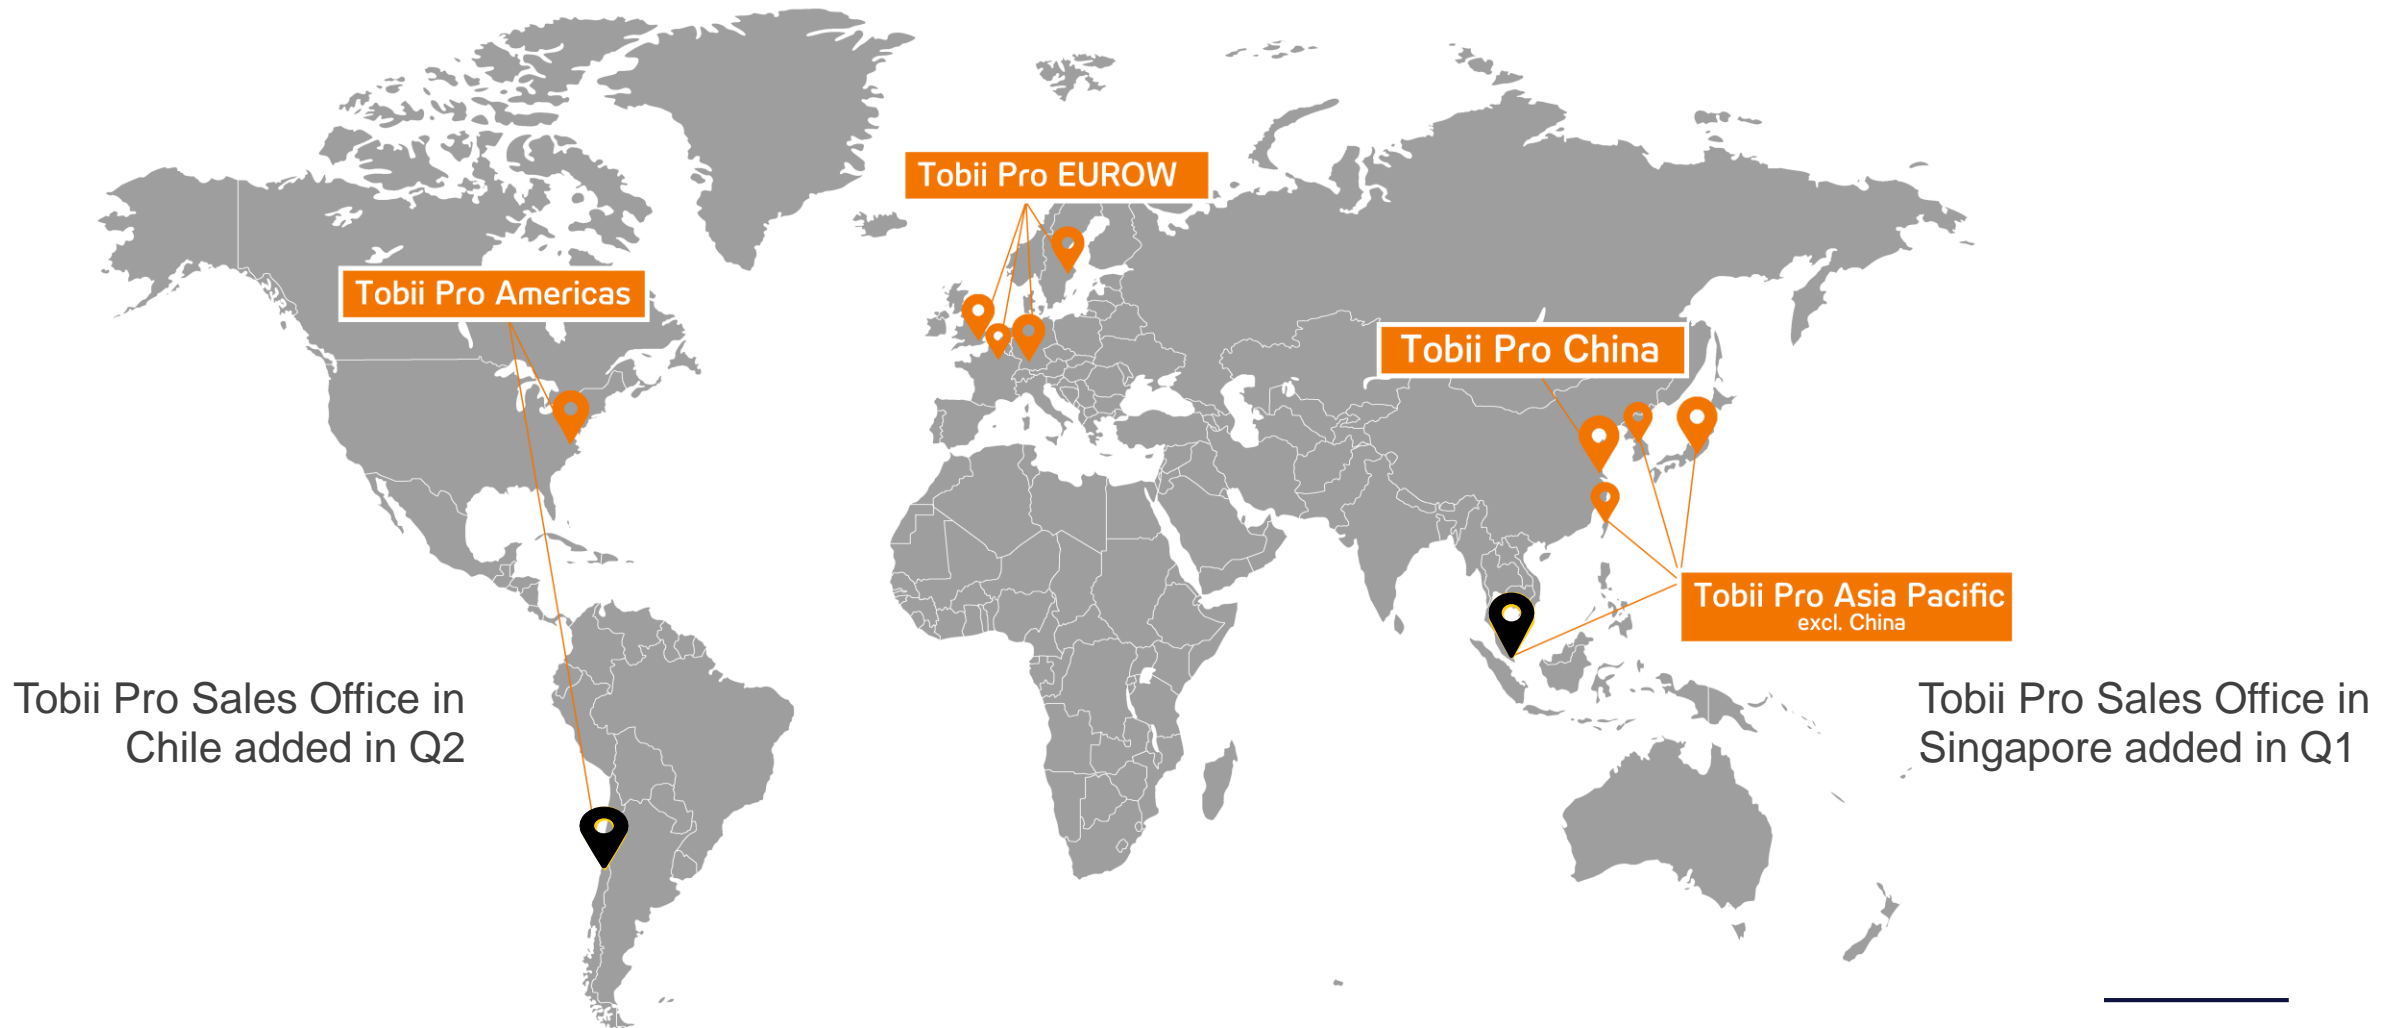 Tobii Pro EUROW
Tobii Pro Americas
Tobii Pro China
Tobii Pro Asia Pacific
excl. China
Tobii Pro Sales Office in
Chile added in Q2
Tobii Pro Sales Office in
Singapore added in Q1